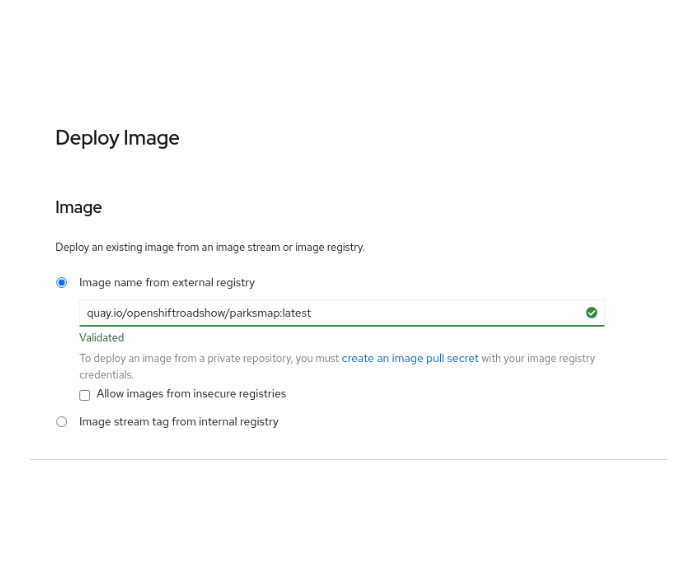 Deploy Image
Image
Deploy an existing image from an image stream or image registry.
Image name from external registry
quay.io/openshiftroadshow/parksmap:latest
Validated
To deploy an image from a private repository, you must create an image pull secret with your image registry
credentials.
Allow images from insecure registries
Image stream tag from internal registry